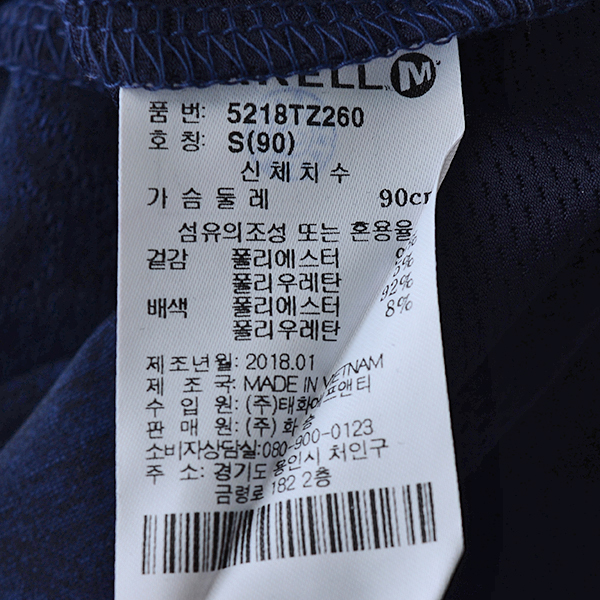 RELL M
품 번: 5218TZ260
호 칭: S(90)
신체치수
가슴둘레 90c
섬유의조성 또는 혼용율
겉감 폴리에스터
폴리우레탄 5%
배색 폴리에스터 92%
폴리우레탄 8%
제조년월: 2018.01
제 조 국: MADE IN VIETNAM
수 입 원: (주)태화에프앤티
판 매 원: (주)화승
소비자상담실:080-900-0123
주 소: 경기도 용인시 처인구
금령로 182 2층